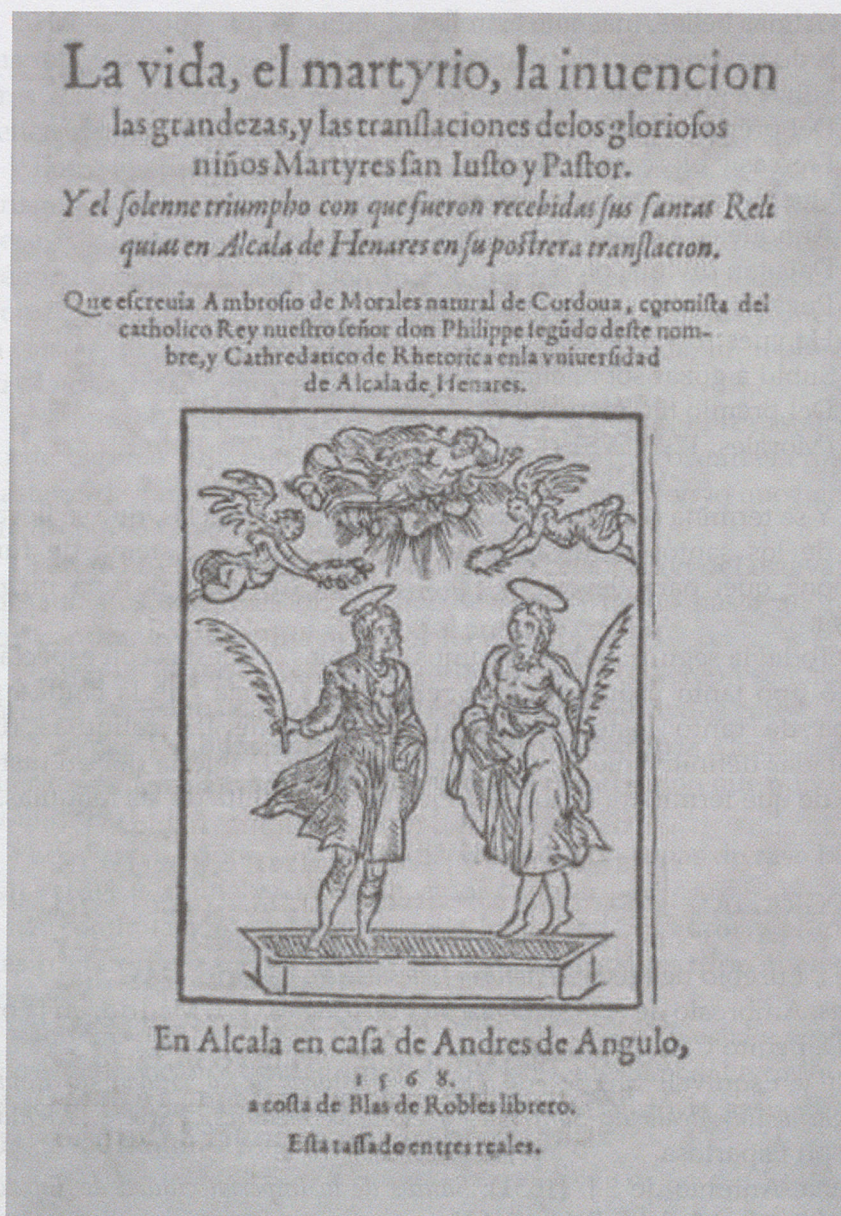 La vida, el martyrio, la inuencion
las grandezas, y las tranſlaciones delos glorioſos
niños Martyres ſan Iuſto y Paſtor.
Y el ſolenne triumpho con que fueron recebidas ſus ſantas Reli
quias en Alcala de Henares en ſu poſtrera tranſlacion.
Que eſcreuia Ambroſio de Morales natural de Cordoua, coroniſta del
catholico Rey nueſtro ſeñor don Philippe ſegũdo deſte nom-
bre, y Cathredatico de Rhetorica enla vniuerſidad
de Alcala de Henares.
En Alcala en caſa de Andres de Angulo,
1568.
a coſta de Blas de Robles librero.
Eſta taſſado en tres reales.